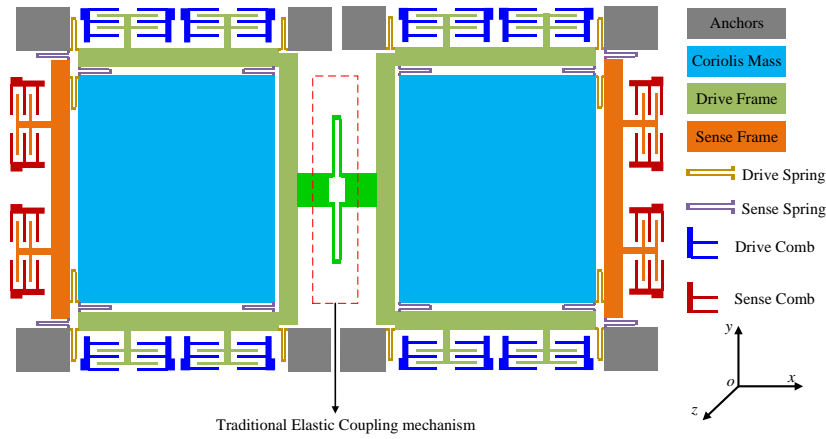 Anchors
Coriolis Mass
Drive Frame
Sense Frame
Drive Spring
Sense Spring
Drive Comb
Sense Comb
y
o
x
z
Traditional Elastic Coupling mechanism